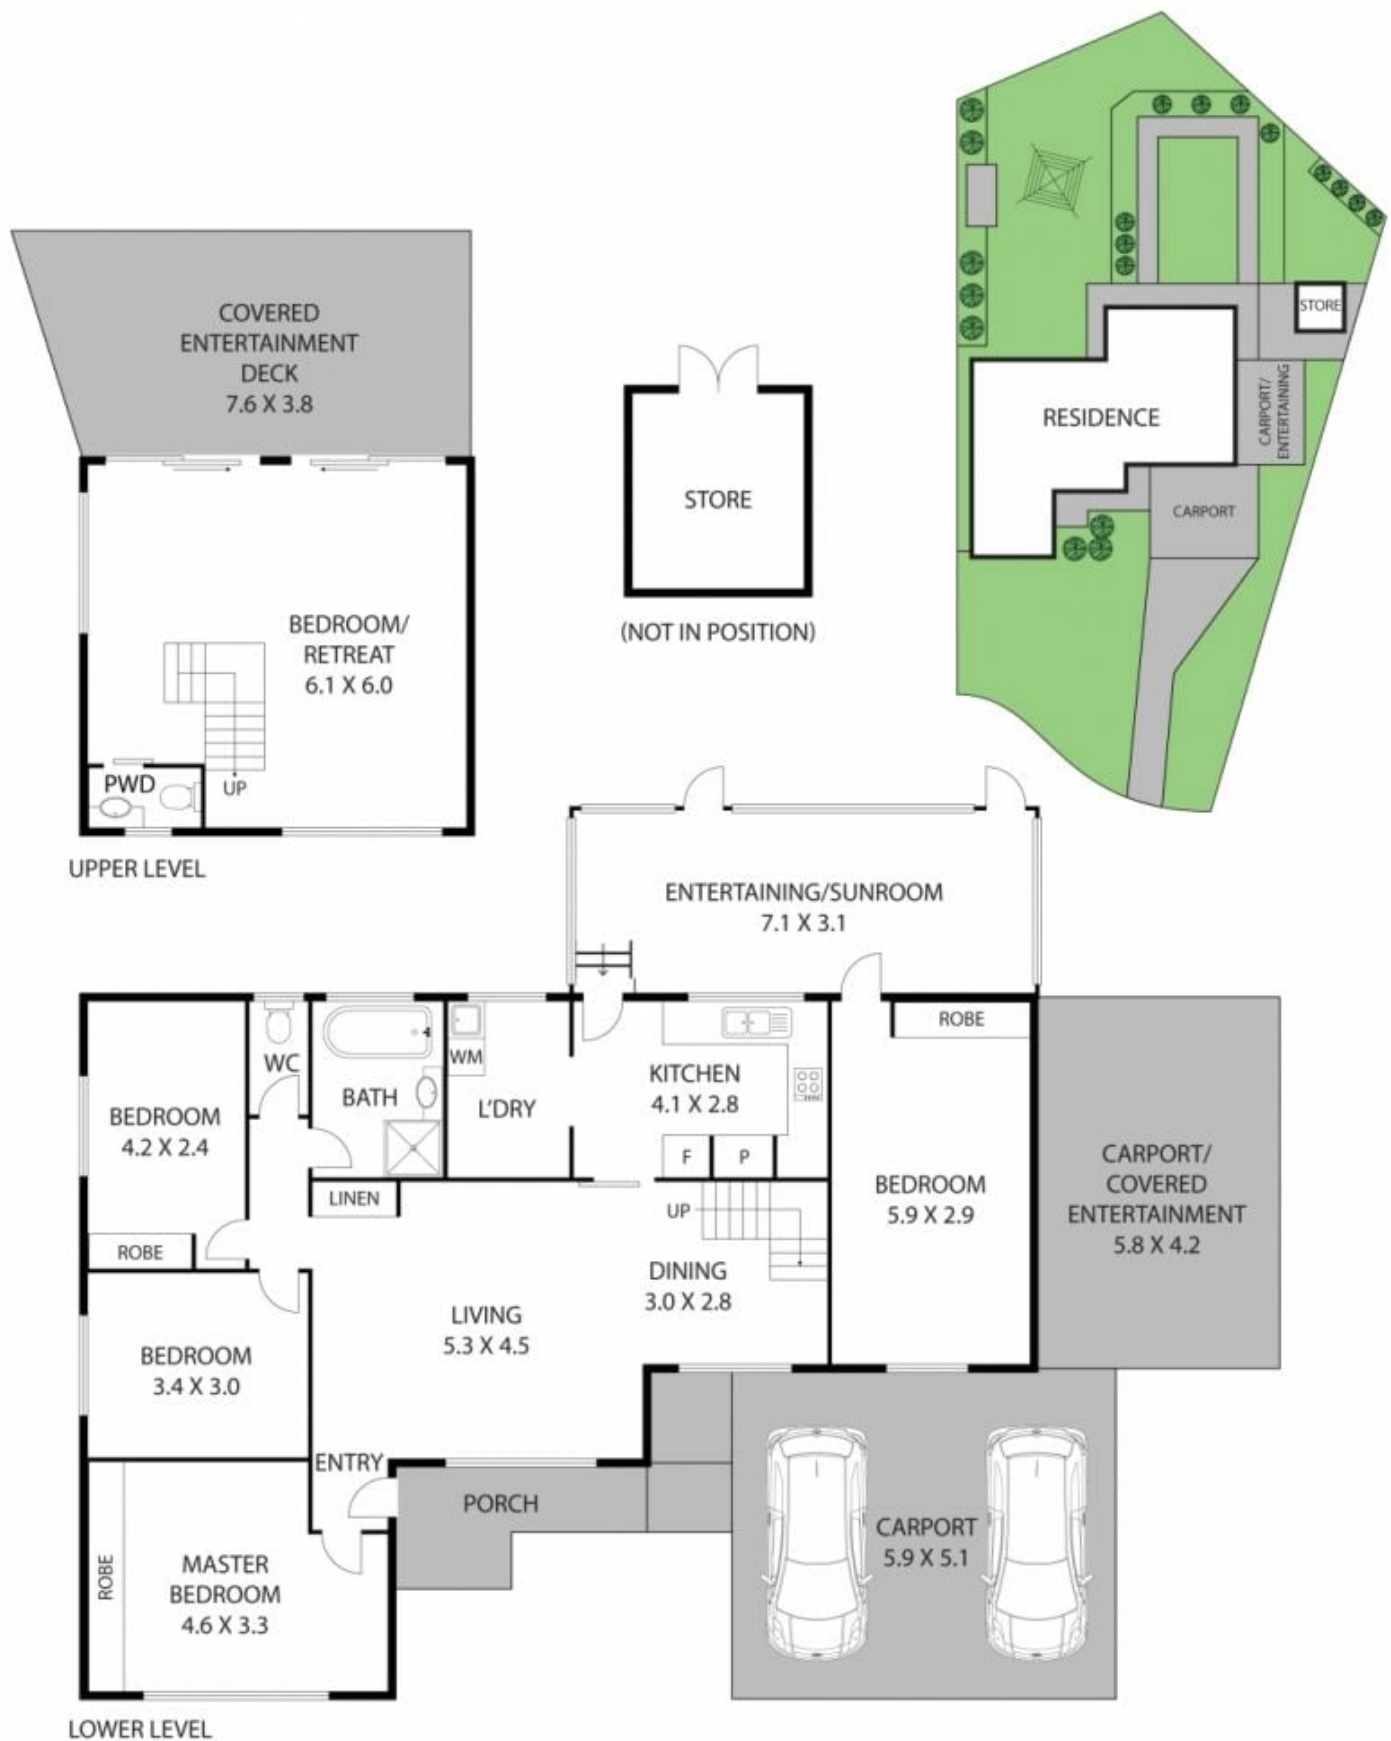 COVERED
ENTERTAINMENT
DECK
7.6 X 3.8
BEDROOM/
RETREAT
6.1 X 6.0
PWD
UP
UPPER LEVEL
STORE
(NOT IN POSITION)
STORE
RESIDENCE
CARPORT/
ENTERTAINING
CARPORT
ENTERTAINING/SUNROOM
7.1 X 3.1
ROBE
WC
WM
BATH
L'DRY
KITCHEN
4.1 X 2.8
F
P
BEDROOM
4.2 X 2.4
ROBE
LINEN
UP
DINING
3.0 X 2.8
BEDROOM
5.9 X 2.9
CARPORT/
COVERED
ENTERTAINMENT
5.8 X 4.2
LIVING
5.3 X 4.5
BEDROOM
3.4 X 3.0
ENTRY
PORCH
CARPORT
5.9 X 5.1
ROBE
MASTER
BEDROOM
4.6 X 3.3
LOWER LEVEL